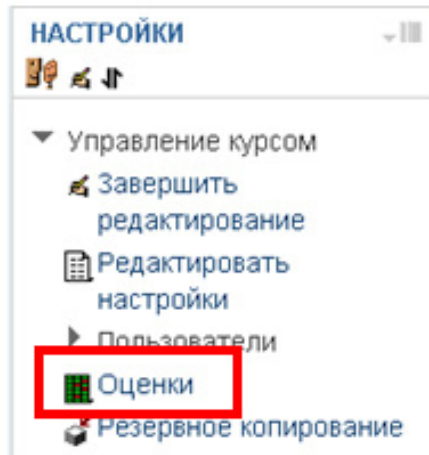 НАСТРОЙКИ
Управление курсом
Завершить
редактирование
Редактировать
настройки
Пользователи
Оценки
Резервное копирование